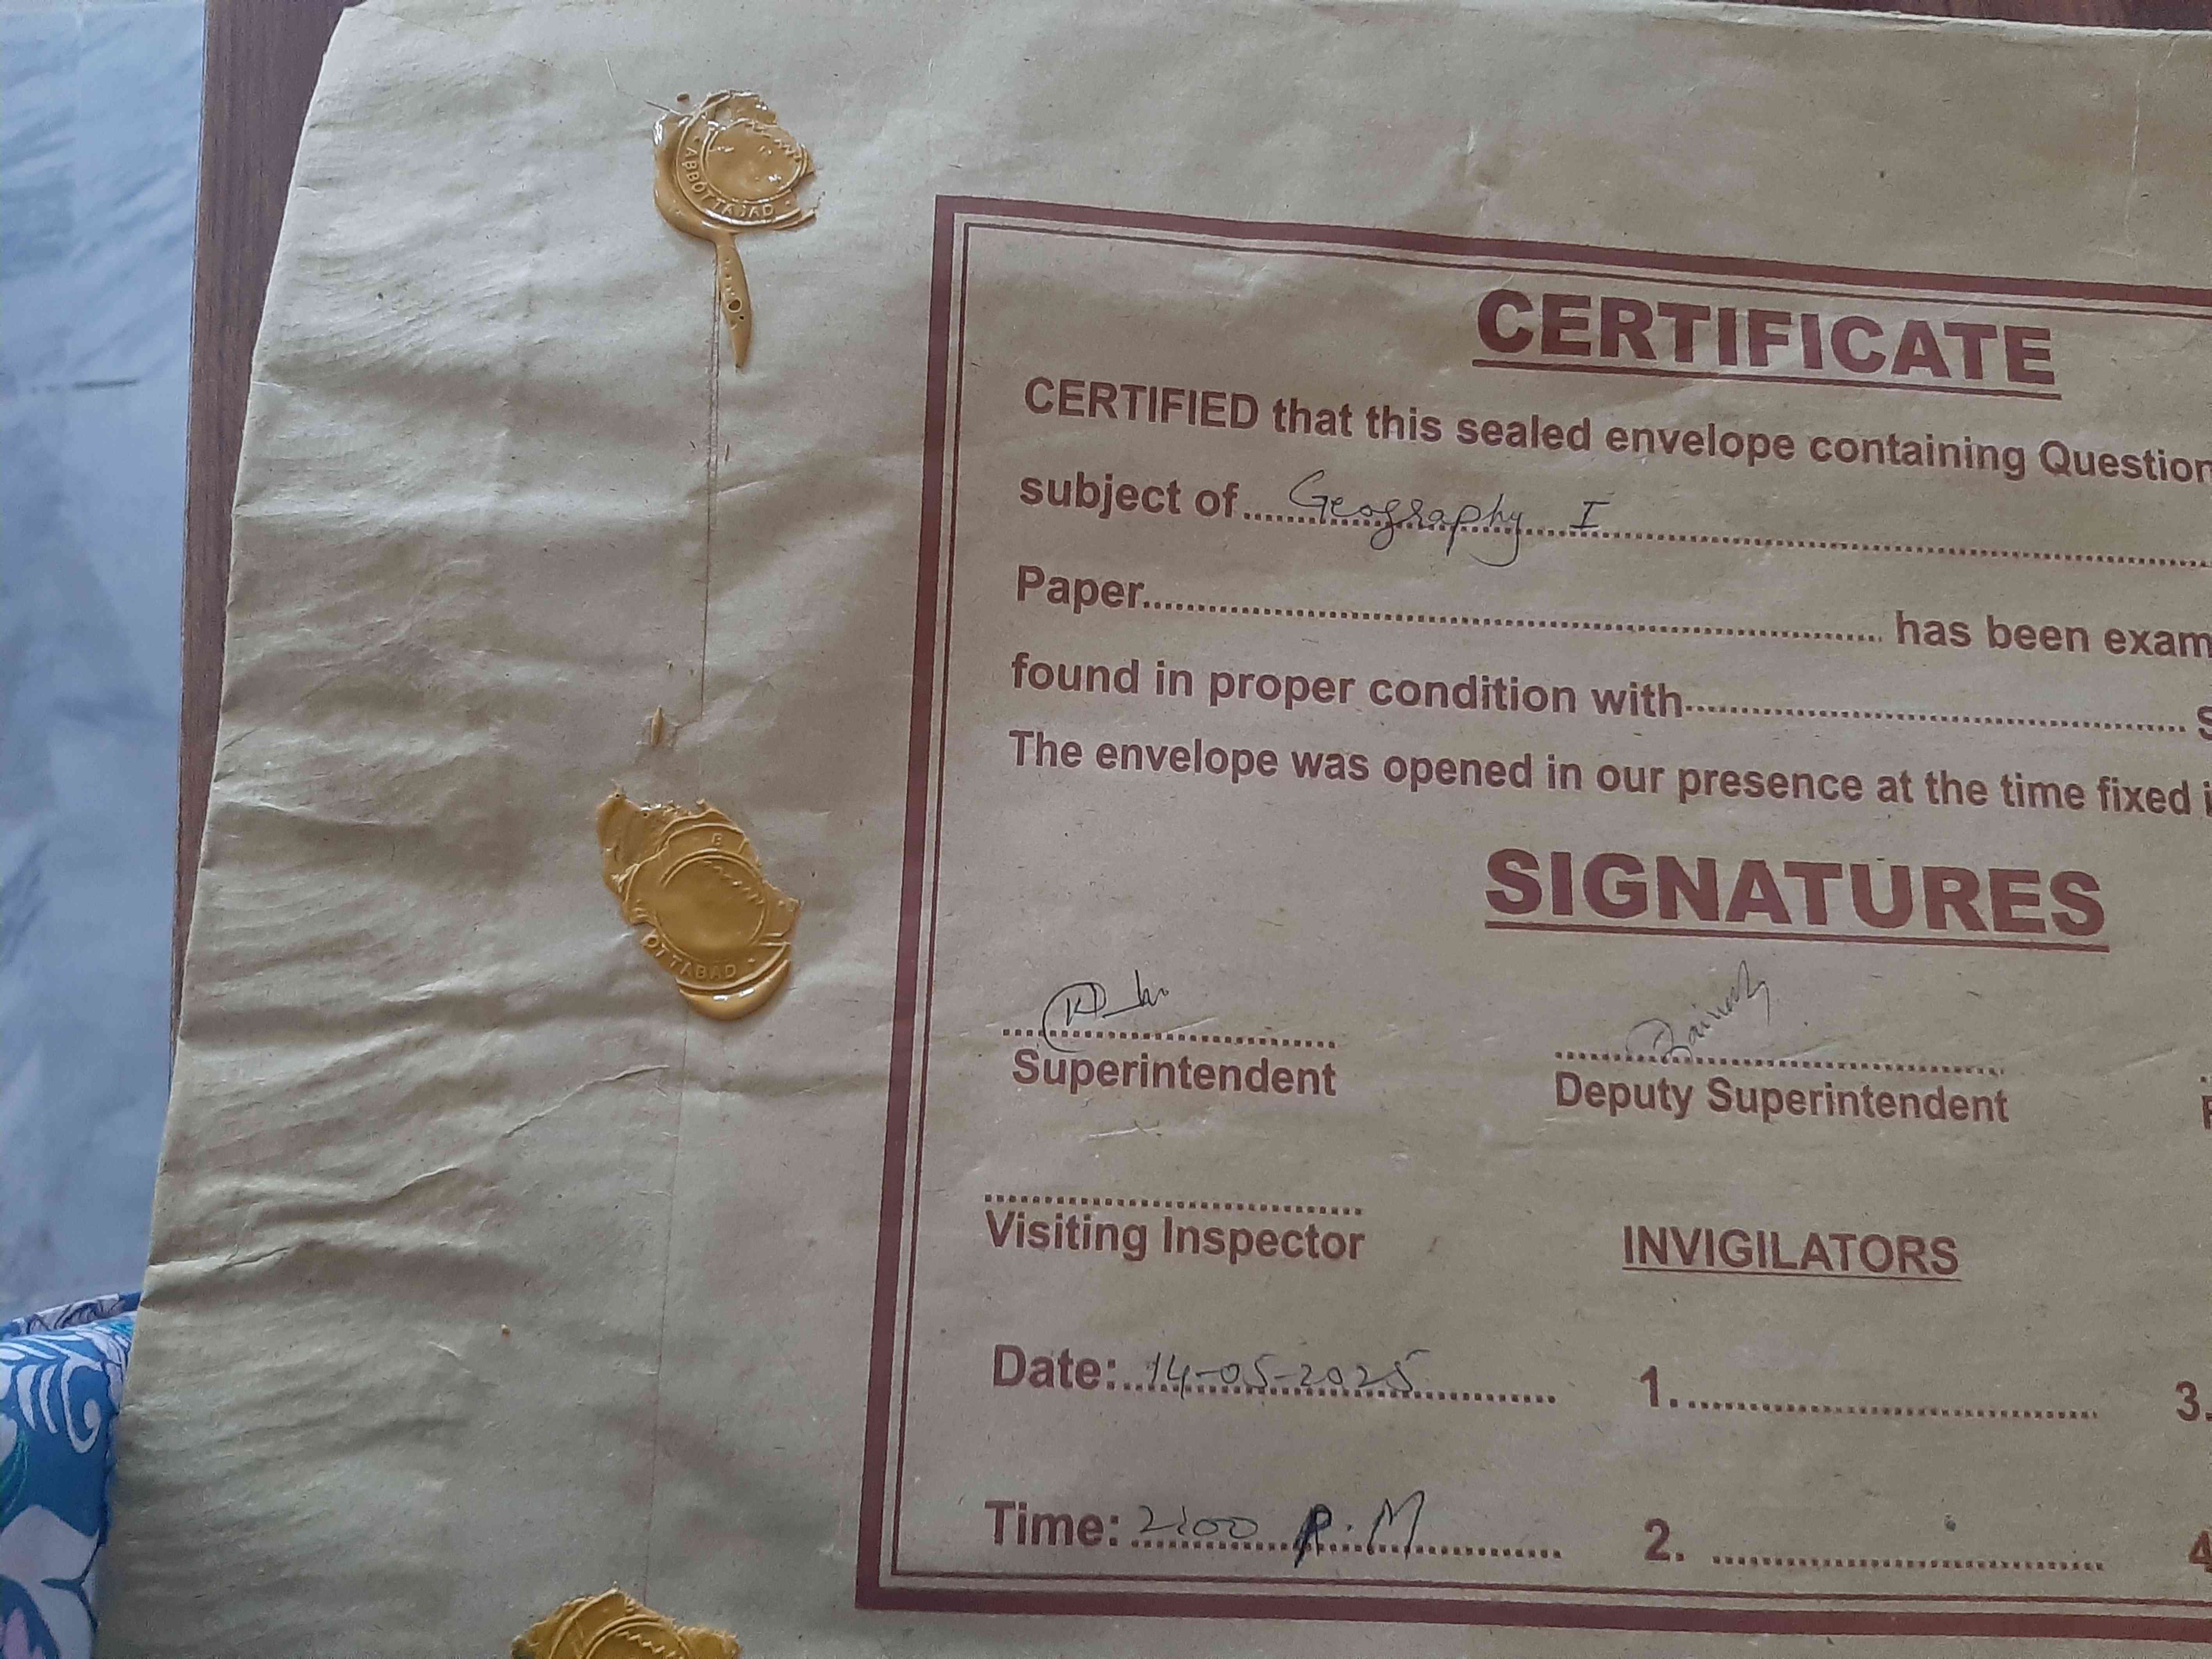 ABBOTTABAD
CERTIFICATE
CERTIFIED that this sealed envelope containing Question
subject of Geography I
Paper has been exam
found in proper condition with S
The envelope was opened in our presence at the time fixed i
OTTABAD
SIGNATURES
Superintendent
Deputy Superintendent
Visiting Inspector
INVIGILATORS
Date: 14-05-2025 1. 3.
Time: 2:00 P.M 2. 4